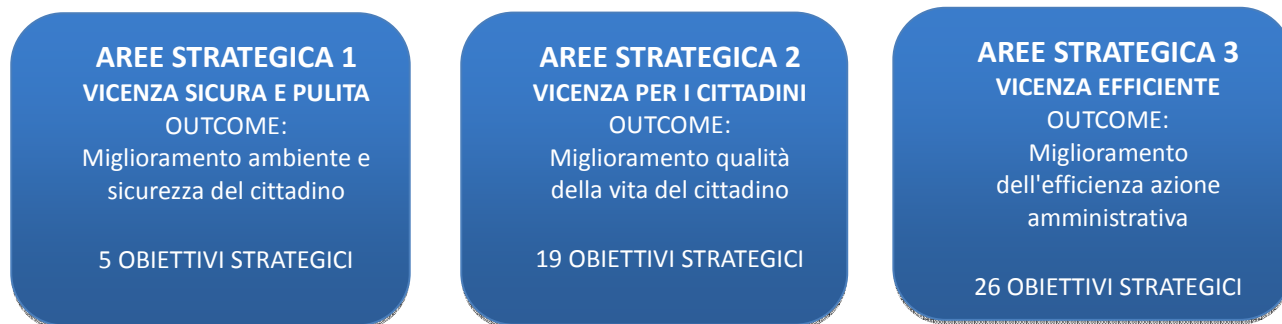 AREE STRATEGICA 1
VICENZA SICURA E PULITA
OUTCOME:
Miglioramento ambiente e
sicurezza del cittadino
5 OBIETTIVI STRATEGICI
AREE STRATEGICA 2
VICENZA PER I CITTADINI
OUTCOME:
Miglioramento qualità
della vita del cittadino
19 OBIETTIVI STRATEGICI
AREE STRATEGICA 3
VICENZA EFFICIENTE
OUTCOME:
Miglioramento
dell'efficienza azione
amministrativa
26 OBIETTIVI STRATEGICI